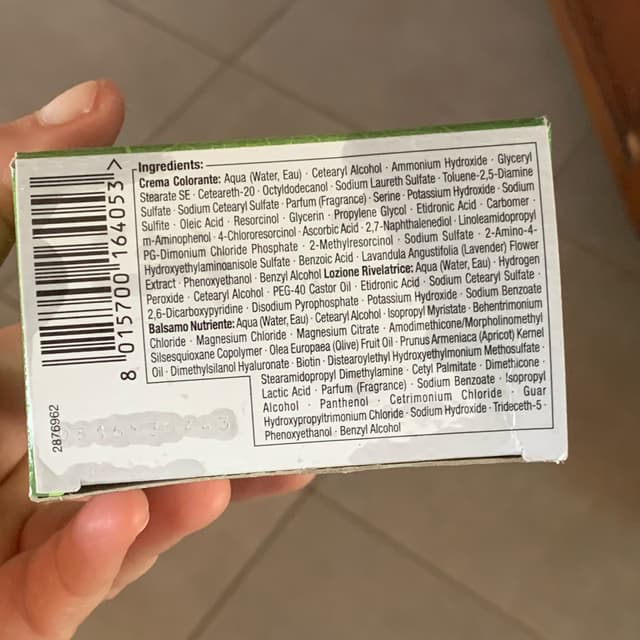 Ingredients:
Crema Colorante: Aqua (Water, Eau) · Cetearyl Alcohol · Ammonium Hydroxide · Glyceryl
Stearate SE · Ceteareth-20 · Octyldodecanol · Sodium Laureth Sulfate · Toluene-2,5-Diamine
Sulfate · Sodium Cetearyl Sulfate · Parfum (Fragrance) · Serine · Potassium Hydroxide · Sodium
Sulfite · Oleic Acid · Resorcinol · Glycerin · Propylene Glycol · Etidronic Acid · Carbomer ·
m-Aminophenol · 4-Chlororesorcinol · Ascorbic Acid · 2,7-Naphthalenediol · Linoleamidopropyl
PG-Dimonium Chloride Phosphate · 2-Methylresorcinol · Sodium Sulfate · 2-Amino-4-
Hydroxyethylaminoanisole Sulfate · Benzoic Acid · Lavandula Angustifolia (Lavender) Flower
Extract · Phenoxyethanol · Benzyl Alcohol Lozione Rivelatrice: Aqua (Water, Eau) · Hydrogen
Peroxide · Cetearyl Alcohol · PEG-40 Castor Oil · Etidronic Acid · Sodium Cetearyl Sulfate ·
2,6-Dicarboxypyridine · Disodium Pyrophosphate · Potassium Hydroxide · Sodium Benzoate
Balsamo Nutriente: Aqua (Water, Eau) · Cetearyl Alcohol · Isopropyl Myristate · Behentrimonium
Chloride · Magnesium Chloride · Magnesium Citrate · Amodimethicone/Morpholinomethyl
Silsesquioxane Copolymer · Olea Europaea (Olive) Fruit Oil · Prunus Armeniaca (Apricot) Kernel
Oil · Dimethylsilanol Hyaluronate · Biotin · Distearoylethyl Hydroxyethylmonium Methosulfate ·
Stearamidopropyl Dimethylamine · Cetyl Palmitate · Dimethicone ·
Lactic Acid · Parfum (Fragrance) · Sodium Benzoate · Isopropyl
Alcohol · Panthenol · Cetrimonium Chloride · Guar
Hydroxypropyltrimonium Chloride · Sodium Hydroxide · Trideceth-5 ·
Phenoxyethanol · Benzyl Alcohol
8 015700 164053 >
2876962